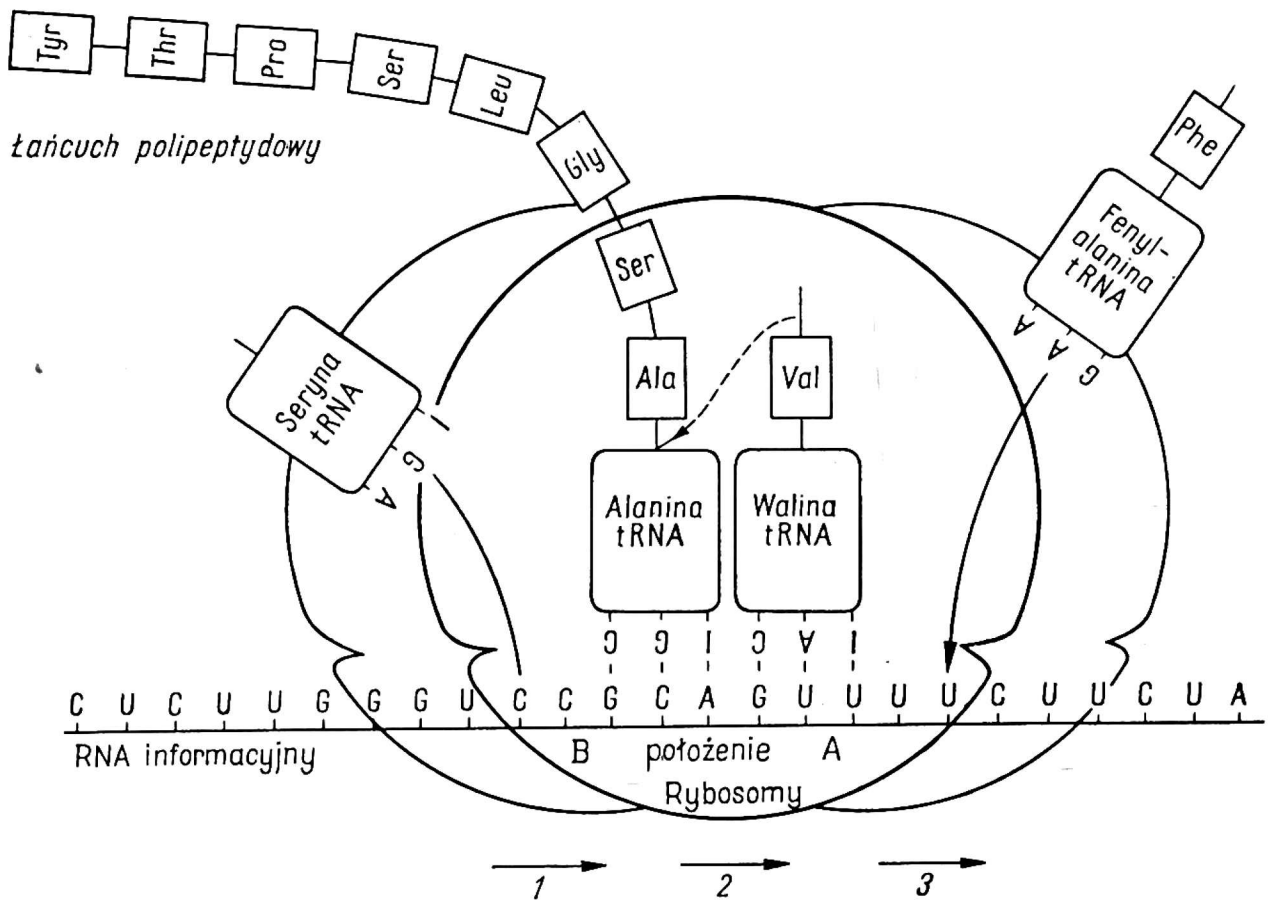 Tyr Thr Pro Ser Leu
Gly
Ser
Ala Val
Phe
Łańcuch polipeptydowy
Seryna
tRNA
I G A
Alanina
tRNA
Walina
tRNA
Fenyl-
alanina
tRNA
A A G
C G I C A I
C U C U U G G G U C C G C A G U U U U C U U C U A
RNA informacyjny B położenie A
Rybosomy
1 2 3